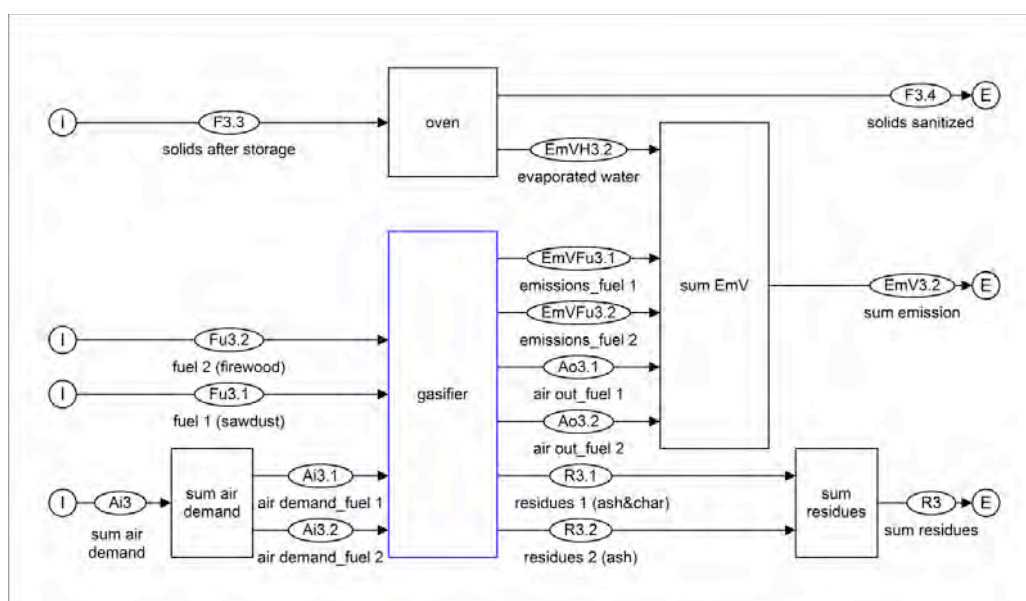 I
F3.3
solids after storage
oven
F3.4
E
solids sanitized
EmVH3.2
evaporated water
I
Fu3.2
fuel 2 (firewood)
I
Fu3.1
fuel 1 (sawdust)
I
Ai3
sum air
demand
sum air
demand
Ai3.1
air demand_fuel 1
Ai3.2
air demand_fuel 2
gasifier
EmVFu3.1
emissions_fuel 1
EmVFu3.2
emissions_fuel 2
Ao3.1
air out_fuel 1
Ao3.2
air out_fuel 2
R3.1
residues 1 (ash&char)
R3.2
residues 2 (ash)
sum EmV
EmV3.2
E
sum emission
sum
residues
R3
E
sum residues